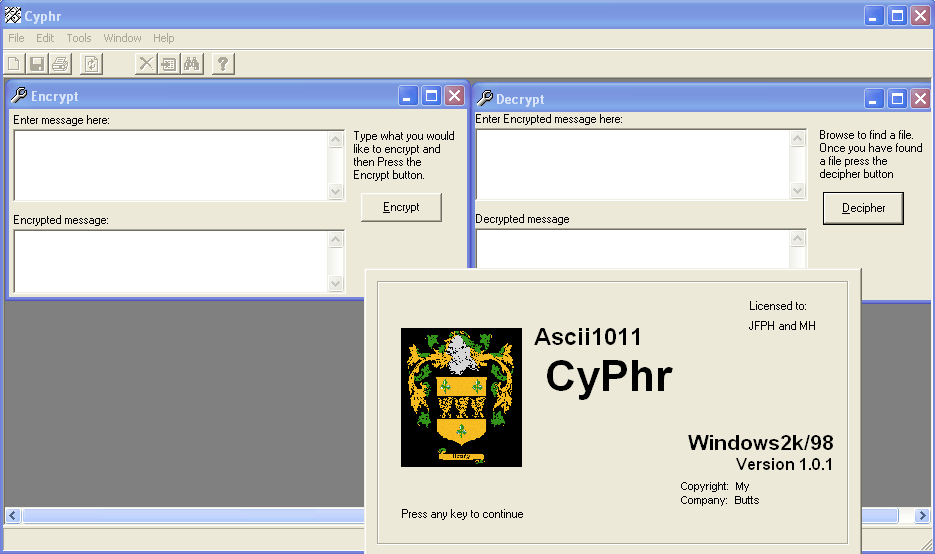 Cyphr
File Edit Tools Window Help
Encrypt
Enter message here:
Type what you would
like to encrypt and
then Press the
Encrypt button.
Encrypt
Encrypted message:
Decrypt
Enter Encrypted message here:
Browse to find a file.
Once you have found
a file press the
decipher button
Decipher
Decrypted message
Licensed to:
JFPH and MH
Ascii1011
CyPhr
Windows2k/98
Version 1.0.1
Copyright: My
Company: Butts
Press any key to continue